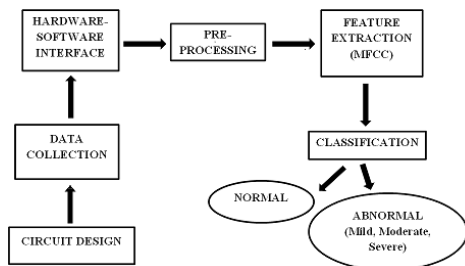 HARDWARE-
SOFTWARE
INTERFACE
PRE-
PROCESSING
FEATURE
EXTRACTION
(MFCC)
DATA
COLLECTION
CLASSIFICATION
NORMAL
ABNORMAL
(Mild, Moderate,
Severe)
CIRCUIT DESIGN